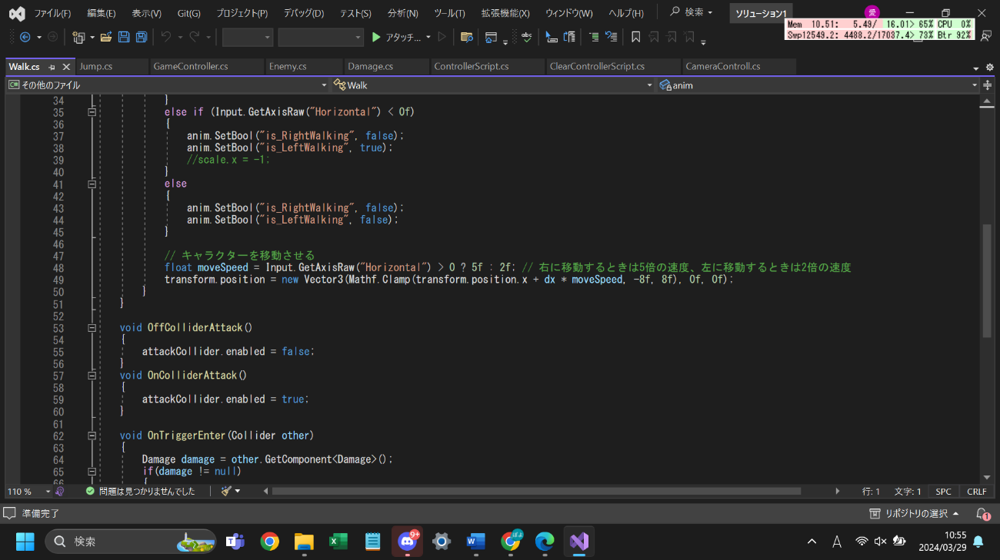 ファイル(F) 編集(E) 表示(V) Git(G) プロジェクト(P) デバッグ(D) テスト(S) 分析(N) ツール(T) 拡張機能(X) ウィンドウ(W) ヘルプ(H) 検索 ソリューション1 愛
Mem 10.51: 5.49/ 16.01> 65% CPU 0%
Swp12549.2: 4488.2/17037.4> 73% Btr 92%
アタッチ...
abc
Walk.cs Jump.cs GameController.cs Enemy.cs Damage.cs ControllerScript.cs ClearControllerScript.cs CameraControll.cs
C# その他のファイル Walk anim
34 }
35 else if (Input.GetAxisRaw("Horizontal") < 0f)
36 {
37 anim.SetBool("is_RightWalking", false);
38 anim.SetBool("is_LeftWalking", true);
39 //scale.x = -1;
40 }
41 else
42 {
43 anim.SetBool("is_RightWalking", false);
44 anim.SetBool("is_LeftWalking", false);
45 }
46
47 // キャラクターを移動させる
48 float moveSpeed = Input.GetAxisRaw("Horizontal") > 0 ? 5f : 2f; // 右に移動するときは5倍の速度、左に移動するときは2倍の速度
49 transform.position = new Vector3(Mathf.Clamp(transform.position.x + dx * moveSpeed, -8f, 8f), 0f, 0f);
50 }
51 }
52
53 void OffColliderAttack()
54 {
55 attackCollider.enabled = false;
56 }
57 void OnColliderAttack()
58 {
59 attackCollider.enabled = true;
60 }
61
62 void OnTriggerEnter(Collider other)
63 {
64 Damage damage = other.GetComponent<Damage>();
65 if(damage != null)
66 {
110 % 問題は見つかりませんでした 行: 1 文字: 1 SPC CRLF
準備完了 リポジトリの選択 1
検索 9+ ぱよ A 10:55
2024/03/29